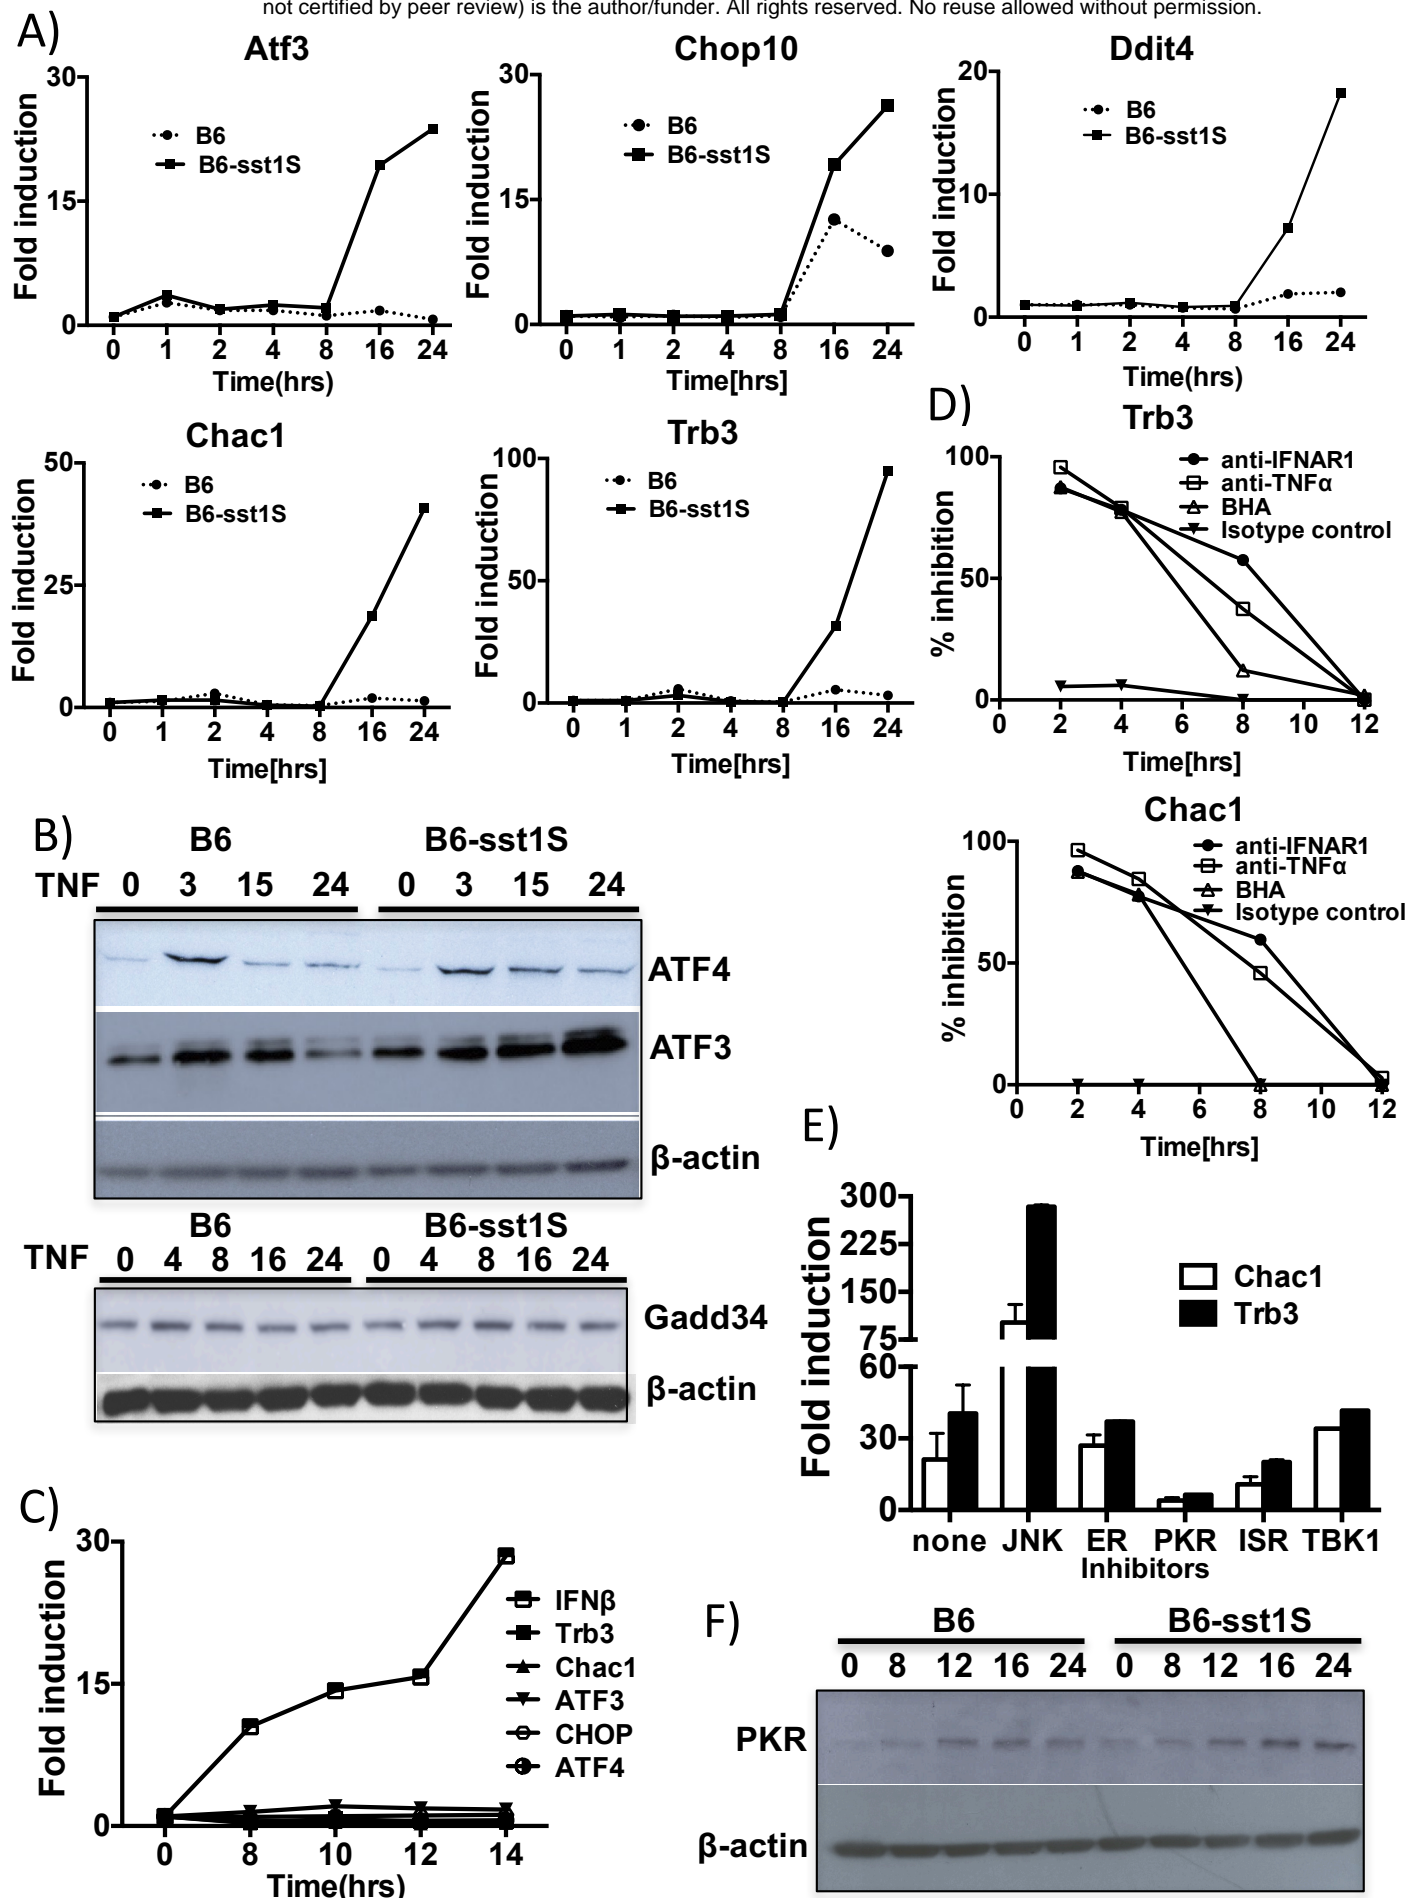 not certified by peer review) is the author/funder. All rights reserved. No reuse allowed without permission.
A)
Atf3
Fold induction
30
15
0
B6
B6-sst1S
0 1 2 4 8 16 24
Time(hrs)
Chop10
Fold induction
30
15
0
B6
B6-sst1S
0 1 2 4 8 16 24
Time[hrs]
Ddit4
Fold induction
20
10
0
B6
B6-sst1S
0 1 2 4 8 16 24
Time(hrs)
Chac1
Fold induction
50
25
0
B6
B6-sst1S
0 1 2 4 8 16 24
Time[hrs]
Trb3
Fold induction
100
50
0
B6
B6-sst1S
0 1 2 4 8 16 24
Time[hrs]
D)
Trb3
% inhibition
100
50
0
anti-IFNAR1
anti-TNFα
BHA
Isotype control
0 2 4 6 8 10 12
Time[hrs]
Chac1
% inhibition
100
50
0
anti-IFNAR1
anti-TNFα
BHA
Isotype control
0 2 4 6 8 10 12
Time[hrs]
B)
B6 B6-sst1S
TNF 0 3 15 24 0 3 15 24
ATF4
ATF3
β-actin
B6 B6-sst1S
TNF 0 4 8 16 24 0 4 8 16 24
Gadd34
β-actin
E)
Fold induction
300
225
150
75
60
30
0
Chac1
Trb3
none JNK ER PKR ISR TBK1
Inhibitors
C)
Fold induction
30
15
0
IFNβ
Trb3
Chac1
ATF3
CHOP
ATF4
0 8 10 12 14
Time(hrs)
F)
B6 B6-sst1S
0 8 12 16 24 0 8 12 16 24
PKR
β-actin